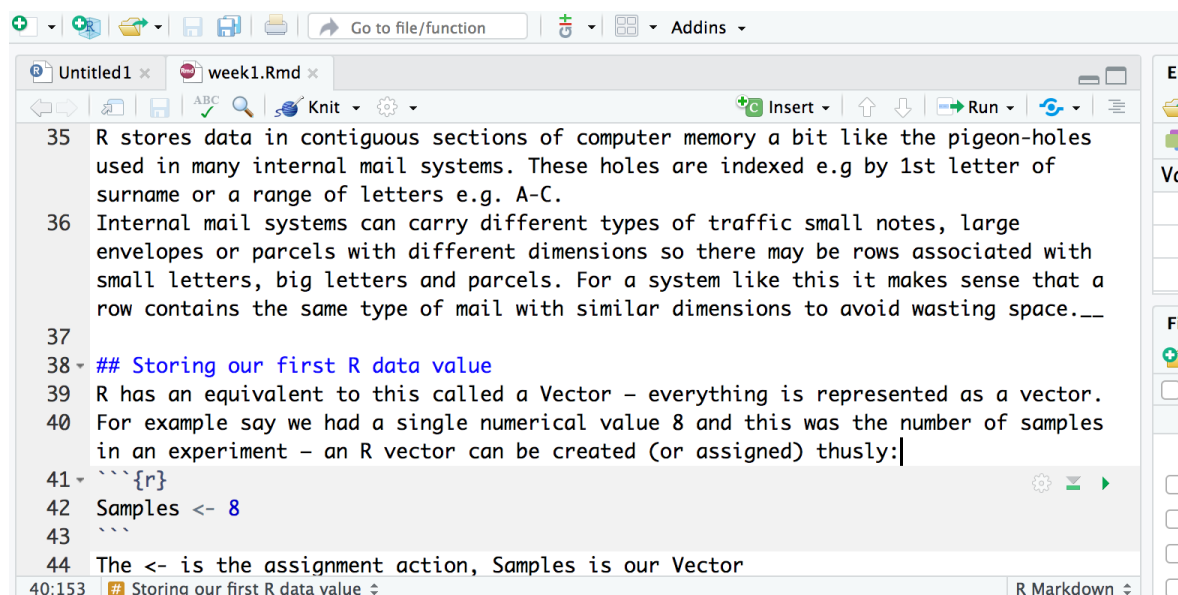 Go to file/function
Addins
Untitled1
week1.Rmd
E
ABC
Knit
Insert
Run
35 R stores data in contiguous sections of computer memory a bit like the pigeon-holes
used in many internal mail systems. These holes are indexed e.g by 1st letter of
surname or a range of letters e.g. A-C.
36 Internal mail systems can carry different types of traffic small notes, large
envelopes or parcels with different dimensions so there may be rows associated with
small letters, big letters and parcels. For a system like this it makes sense that a
row contains the same type of mail with similar dimensions to avoid wasting space.__
37
38 ## Storing our first R data value
39 R has an equivalent to this called a Vector – everything is represented as a vector.
40 For example say we had a single numerical value 8 and this was the number of samples
in an experiment – an R vector can be created (or assigned) thusly:
41 ```{r}
42 Samples <- 8
43 ```
44 The <- is the assignment action, Samples is our Vector
40:153 # Storing our first R data value
R Markdown